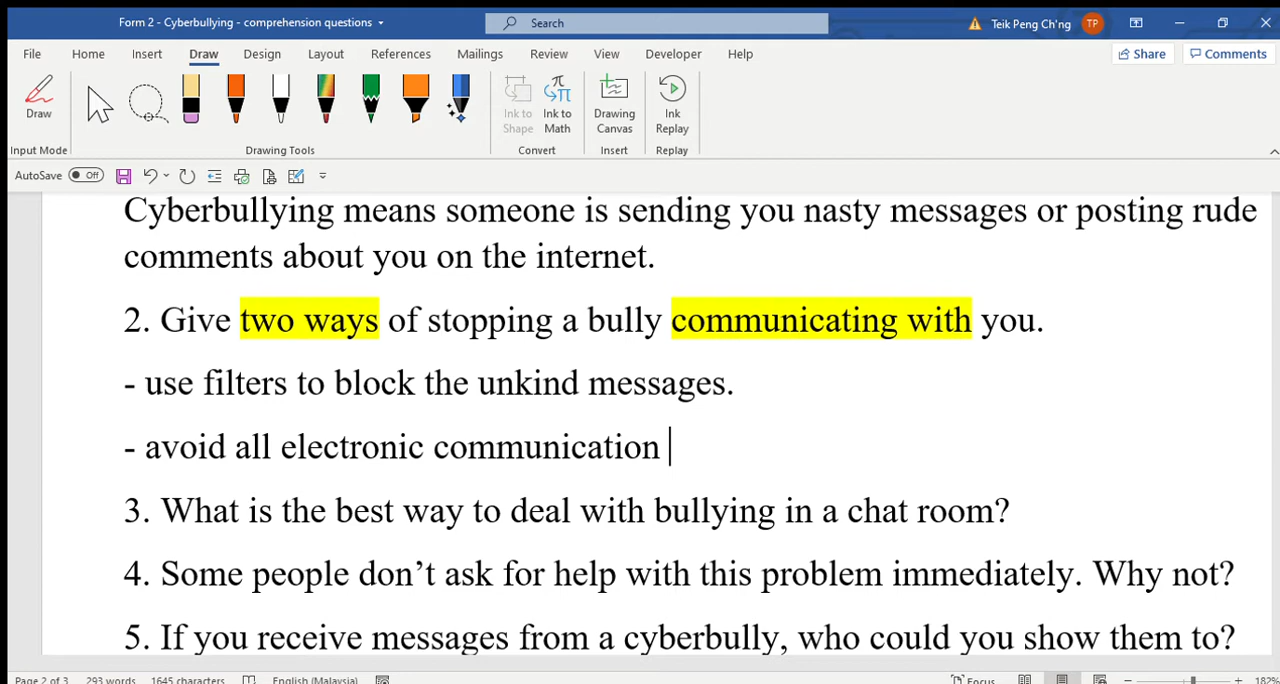 Form 2 - Cyberbullying - comprehension questions
Search
Teik Peng Ch'ng
TP
File Home Insert Draw Design Layout References Mailings Review View Developer Help
Share
Comments
Draw
Ink to Shape
Ink to Math
Drawing Canvas
Ink Replay
Input Mode
Drawing Tools
Convert
Insert
Replay
AutoSave Off
Cyberbullying means someone is sending you nasty messages or posting rude
comments about you on the internet.
2. Give two ways of stopping a bully communicating with you.
- use filters to block the unkind messages.
- avoid all electronic communication
3. What is the best way to deal with bullying in a chat room?
4. Some people don’t ask for help with this problem immediately. Why not?
5. If you receive messages from a cyberbully, who could you show them to?
Page 2 of 3 293 words 1645 characters English (Malaysia) Focus 182%